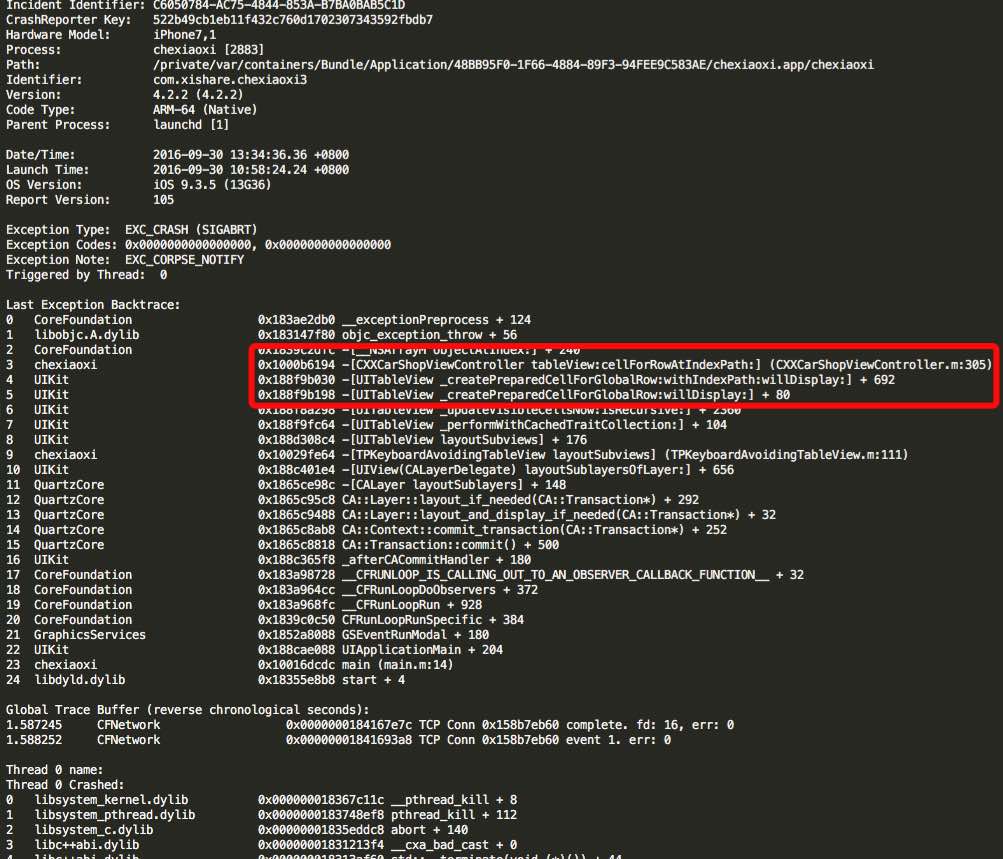 Incident Identifier: C6050784-AC75-4844-853A-B7BA0BAB5C1D
CrashReporter Key:   522b49cb1eb11f432c760d1702307343592fbdb7
Hardware Model:      iPhone7,1
Process:             chexiaoxi [2883]
Path:                /private/var/containers/Bundle/Application/48BB95F0-1F66-4884-89F3-94FEE9C583AE/chexiaoxi.app/chexiaoxi
Identifier:          com.xishare.chexiaoxi3
Version:             4.2.2 (4.2.2)
Code Type:           ARM-64 (Native)
Parent Process:      launchd [1]
Date/Time:           2016-09-30 13:34:36.36 +0800
Launch Time:         2016-09-30 10:58:24.24 +0800
OS Version:          iOS 9.3.5 (13G36)
Report Version:      105
Exception Type:  EXC_CRASH (SIGABRT)
Exception Codes: 0x0000000000000000, 0x0000000000000000
Exception Note:  EXC_CORPSE_NOTIFY
Triggered by Thread:  0
Last Exception Backtrace:
0   CoreFoundation                  0x183ae2db0 __exceptionPreprocess + 124
1   libobjc.A.dylib                 0x183147f80 objc_exception_throw + 56
2   CoreFoundation                  0x1839c2dfc -[__NSArrayM objectAtIndex:] + 240
3   chexiaoxi                       0x1000b6194 -[CXXCarShopViewController tableView:cellForRowAtIndexPath:] (CXXCarShopViewController.m:305)
4   UIKit                           0x188f9b030 -[UITableView _createPreparedCellForGlobalRow:withIndexPath:willDisplay:] + 692
5   UIKit                           0x188f9b198 -[UITableView _createPreparedCellForGlobalRow:willDisplay:] + 80
6   UIKit                           0x188f8a298 -[UITableView _updateVisibleCellsNow:isRecursive:] + 2360
7   UIKit                           0x188f9fc64 -[UITableView _performWithCachedTraitCollection:] + 104
8   UIKit                           0x188d308c4 -[UITableView layoutSubviews] + 176
9   chexiaoxi                       0x10029fe64 -[TPKeyboardAvoidingTableView layoutSubviews] (TPKeyboardAvoidingTableView.m:111)
10  UIKit                           0x188c401e4 -[UIView(CALayerDelegate) layoutSublayersOfLayer:] + 656
11  QuartzCore                      0x1865ce98c -[CALayer layoutSublayers] + 148
12  QuartzCore                      0x1865c95c8 CA::Layer::layout_if_needed(CA::Transaction*) + 292
13  QuartzCore                      0x1865c9488 CA::Layer::layout_and_display_if_needed(CA::Transaction*) + 32
14  QuartzCore                      0x1865c8ab8 CA::Context::commit_transaction(CA::Transaction*) + 252
15  QuartzCore                      0x1865c8818 CA::Transaction::commit() + 500
16  UIKit                           0x188c365f8 _afterCACommitHandler + 180
17  CoreFoundation                  0x183a98728 __CFRUNLOOP_IS_CALLING_OUT_TO_AN_OBSERVER_CALLBACK_FUNCTION__ + 32
18  CoreFoundation                  0x183a964cc __CFRunLoopDoObservers + 372
19  CoreFoundation                  0x183a968fc __CFRunLoopRun + 928
20  CoreFoundation                  0x1839c0c50 CFRunLoopRunSpecific + 384
21  GraphicsServices                0x1852a8088 GSEventRunModal + 180
22  UIKit                           0x188cae088 UIApplicationMain + 204
23  chexiaoxi                       0x10016dcdc main (main.m:14)
24  libdyld.dylib                   0x18355e8b8 start + 4
Global Trace Buffer (reverse chronological seconds):
1.587245     CFNetwork                  0x0000000184167e7c TCP Conn 0x158b7eb60 complete. fd: 16, err: 0
1.588252     CFNetwork                  0x00000001841693a8 TCP Conn 0x158b7eb60 event 1. err: 0
Thread 0 name:
Thread 0 Crashed:
0   libsystem_kernel.dylib          0x000000018367c11c __pthread_kill + 8
1   libsystem_pthread.dylib         0x0000000183748ef8 pthread_kill + 112
2   libsystem_c.dylib               0x00000001835eddc8 abort + 140
3   libc++abi.dylib                 0x00000001831213f4 __cxa_bad_cast + 0
4   libc++abi.dylib                 0x000000018313af60 std::__terminate(void (*)()) + 44